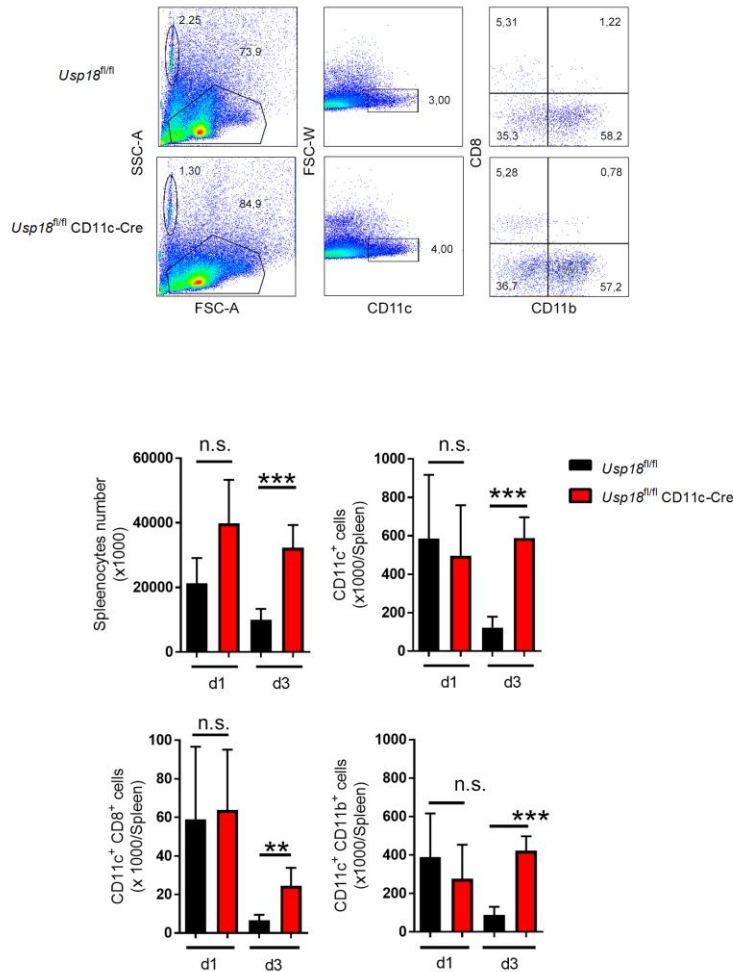 2,25
73,9
Usp18fl/fl
SSC-A
FSC-W
3,00
CD8
5,31
1,22
35,3
58,2
1,30
84,9
Usp18fl/fl CD11c-Cre
4,00
5,28
0,78
36,7
57,2
FSC-A
CD11c
CD11b
n.s.
***
Spleenocytes number
(x1000)
60000
40000
20000
0
d1
d3
n.s.
***
CD11c+ cells
(x1000/Spleen)
1000
800
600
400
200
0
d1
d3
Usp18fl/fl
Usp18fl/fl CD11c-Cre
n.s.
**
CD11c+ CD8+ cells
(x 1000/Spleen)
100
80
60
40
20
0
d1
d3
n.s.
***
CD11c+ CD11b+ cells
(x1000/Spleen)
1000
800
600
400
200
0
d1
d3